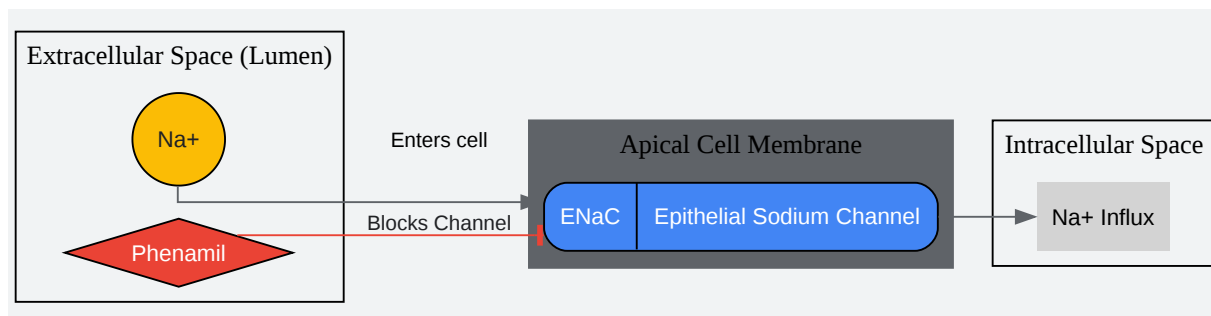 Extracellular Space (Lumen)
Na+
Phenamil
Enters cell
Blocks Channel
Apical Cell Membrane
ENaC
Epithelial Sodium Channel
Intracellular Space
Na+ Influx